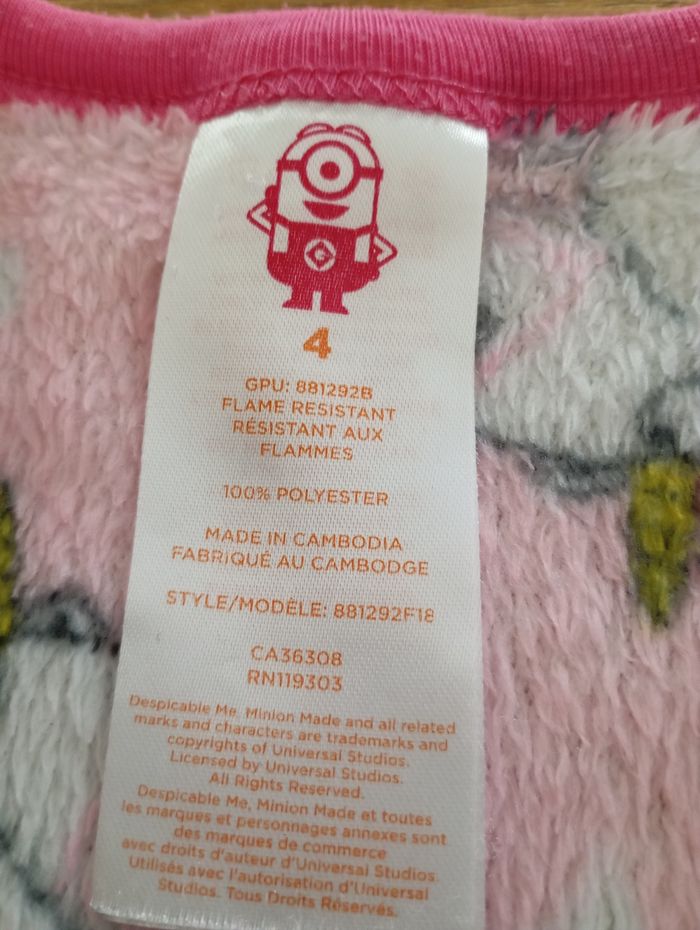 4
GPU: 881292B
FLAME RESISTANT
RÉSISTANT AUX
FLAMMES
100% POLYESTER
MADE IN CAMBODIA
FABRIQUÉ AU CAMBODGE
STYLE/MODÈLE: 881292F18
CA36308
RN119303
Despicable Me, Minion Made and all related
marks and characters are trademarks and
copyrights of Universal Studios.
Licensed by Universal Studios.
All Rights Reserved.
Despicable Me, Minion Made et toutes
les marques et personnages annexes sont
des marques de commerce
avec droits d'auteur d'Universal Studios.
Utilisés avec l'autorisation d'Universal
Studios. Tous Droits Réservés.